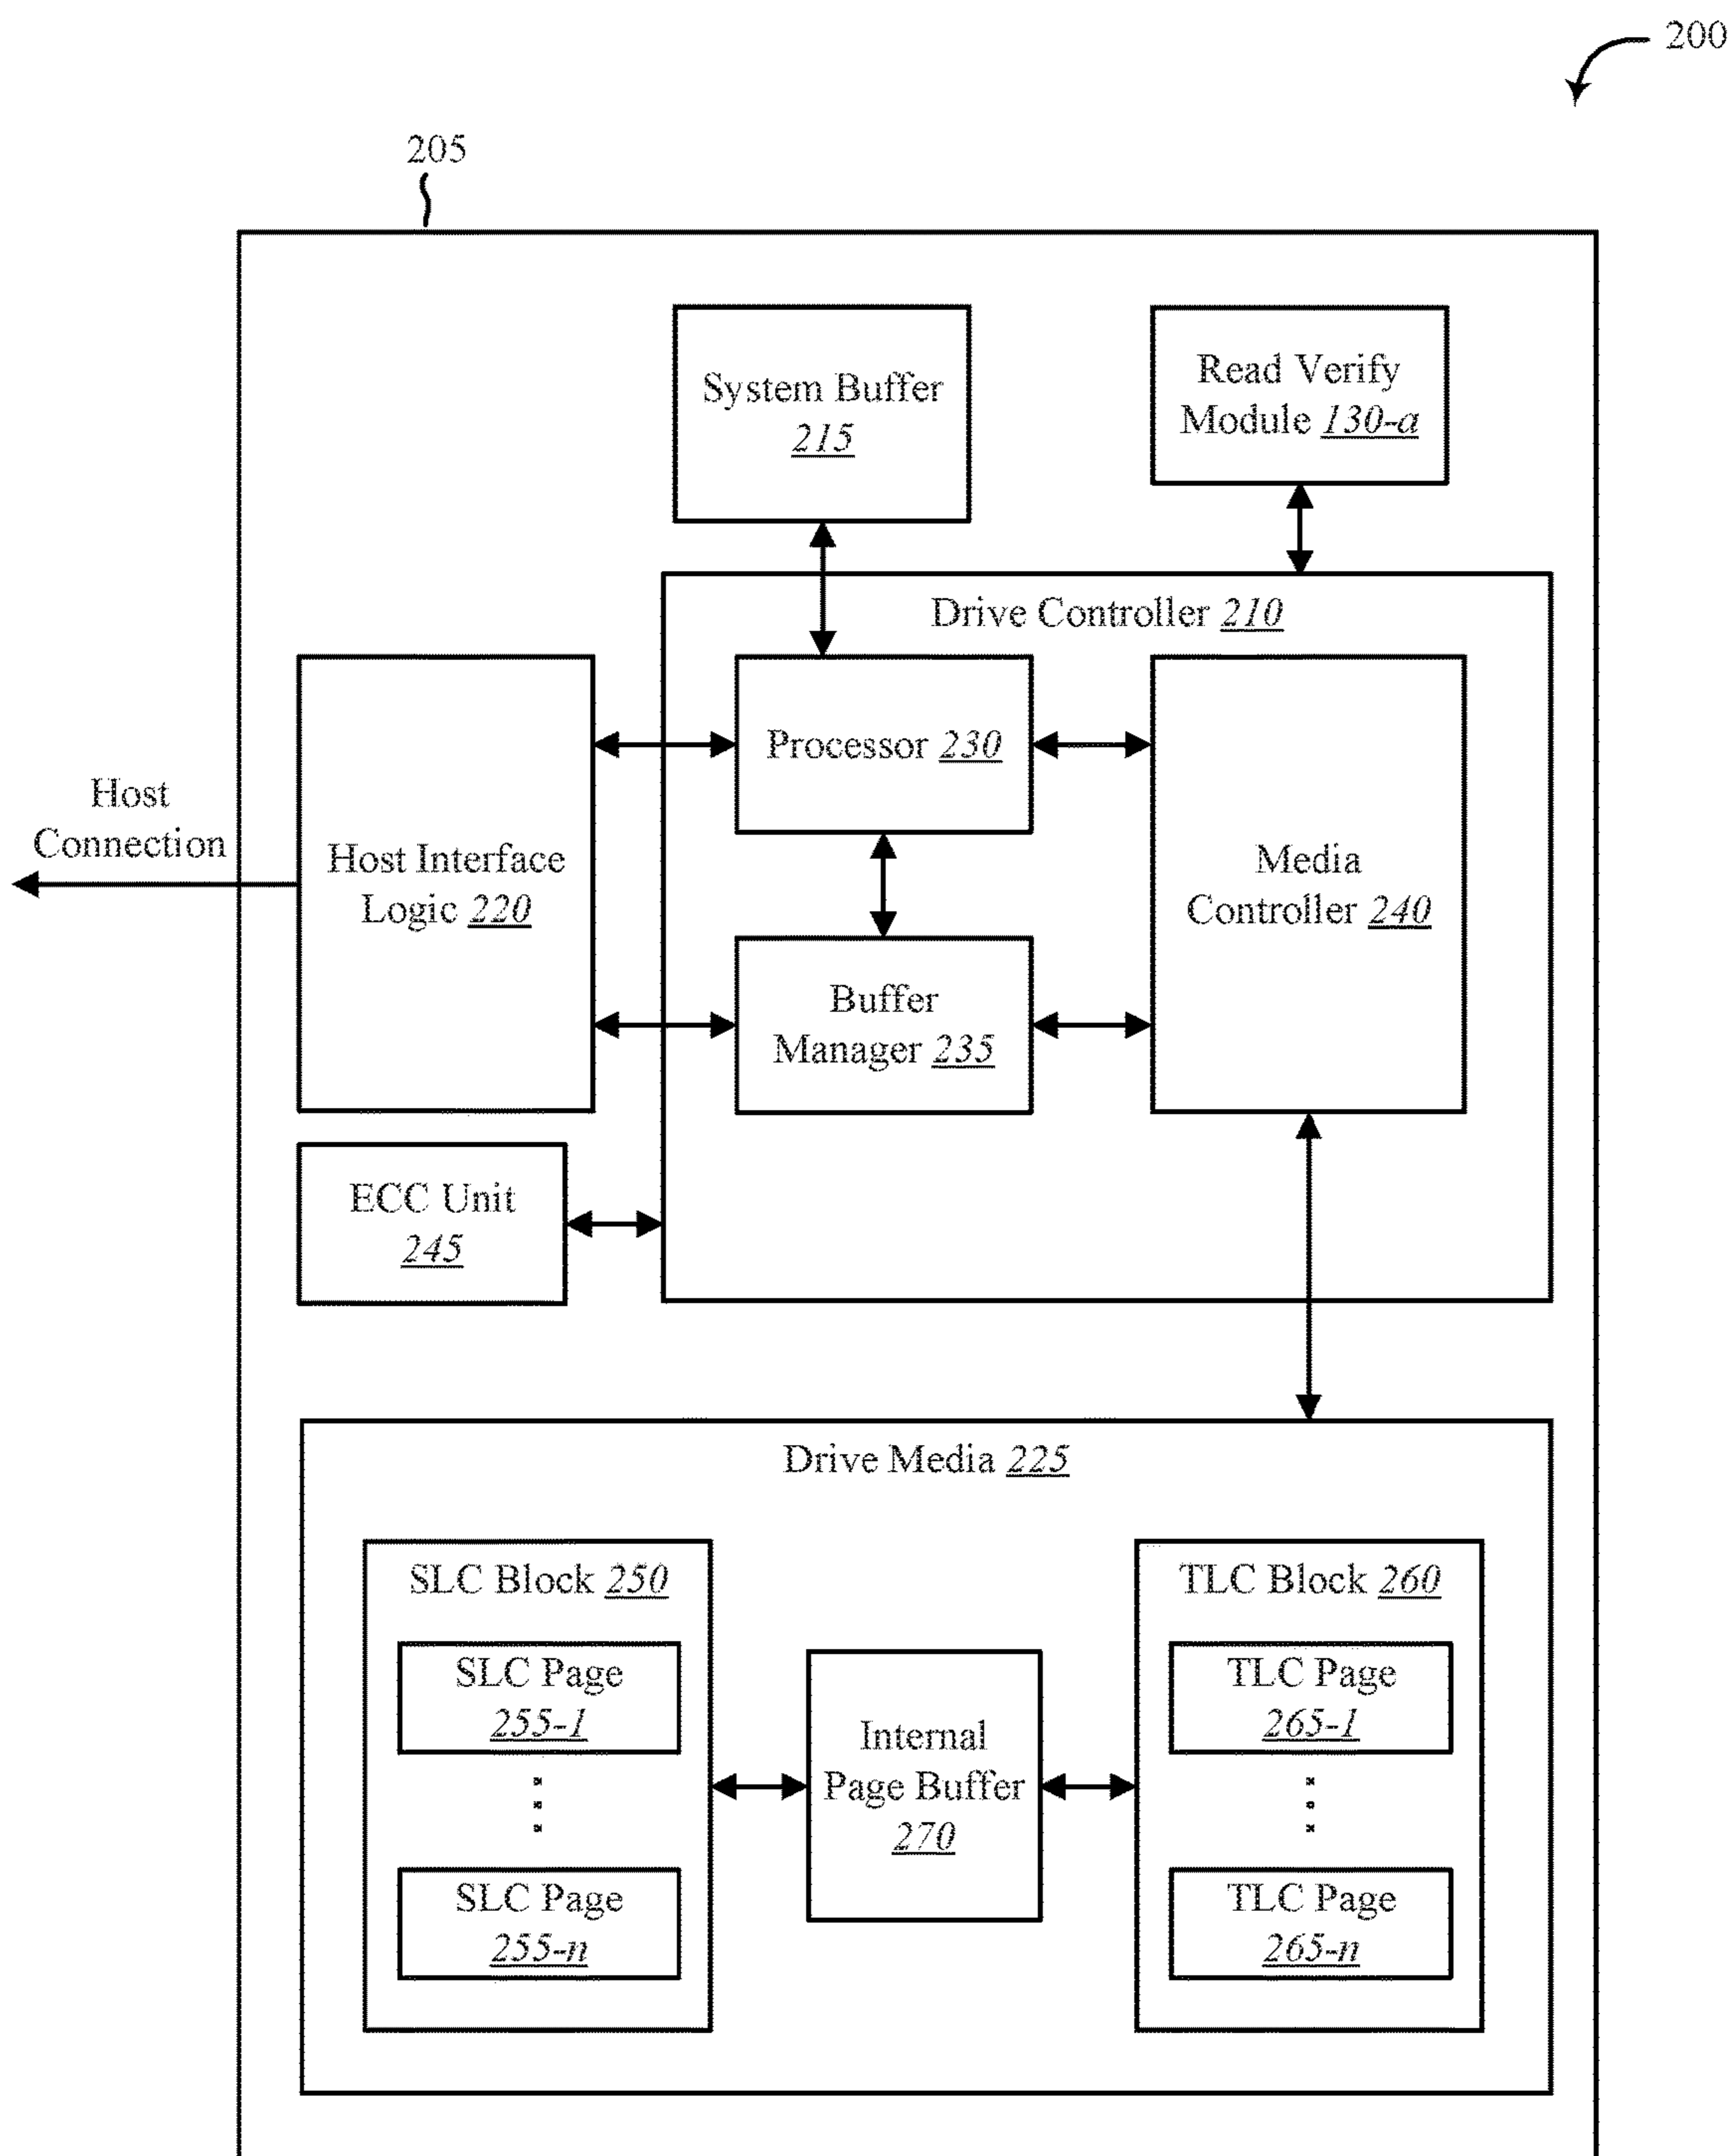 200
205
System Buffer
215
Read Verify
Module 130-a
Drive Controller 210
Host
Connection
Host Interface
Logic 220
Processor 230
Media
Controller 240
Buffer
Manager 235
ECC Unit
245
Drive Media 225
SLC Block 250
SLC Page
255-1
SLC Page
255-n
Internal
Page Buffer
270
TLC Block 260
TLC Page
265-1
TLC Page
265-n